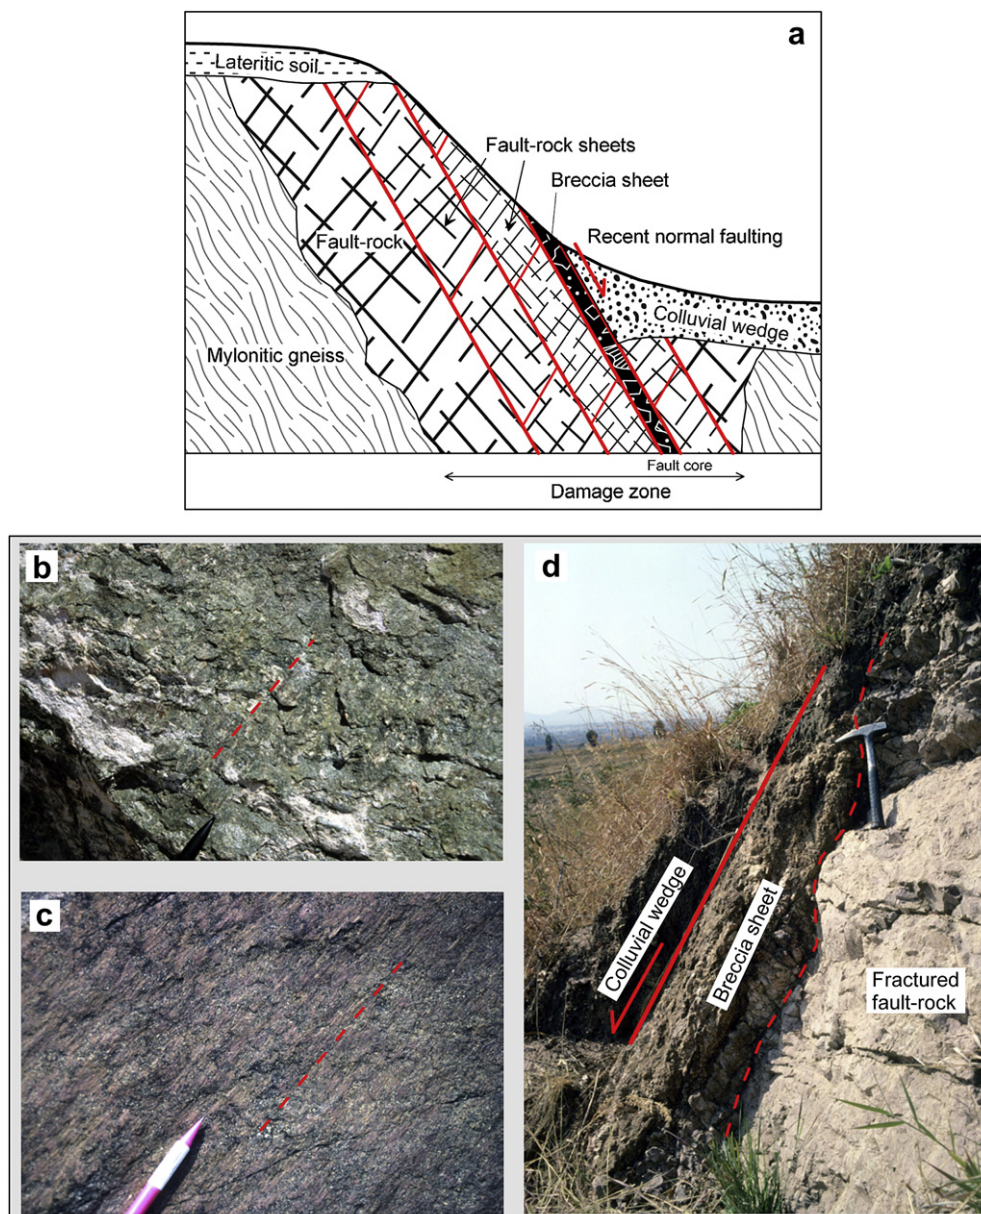 a
Lateritic soil
Fault-rock sheets
Breccia sheet
Recent normal faulting
Fault-rock
Colluvial wedge
Mylonitic gneiss
Fault core
Damage zone
b
c
d
Colluvial wedge
Breccia sheet
Fractured
fault-rock